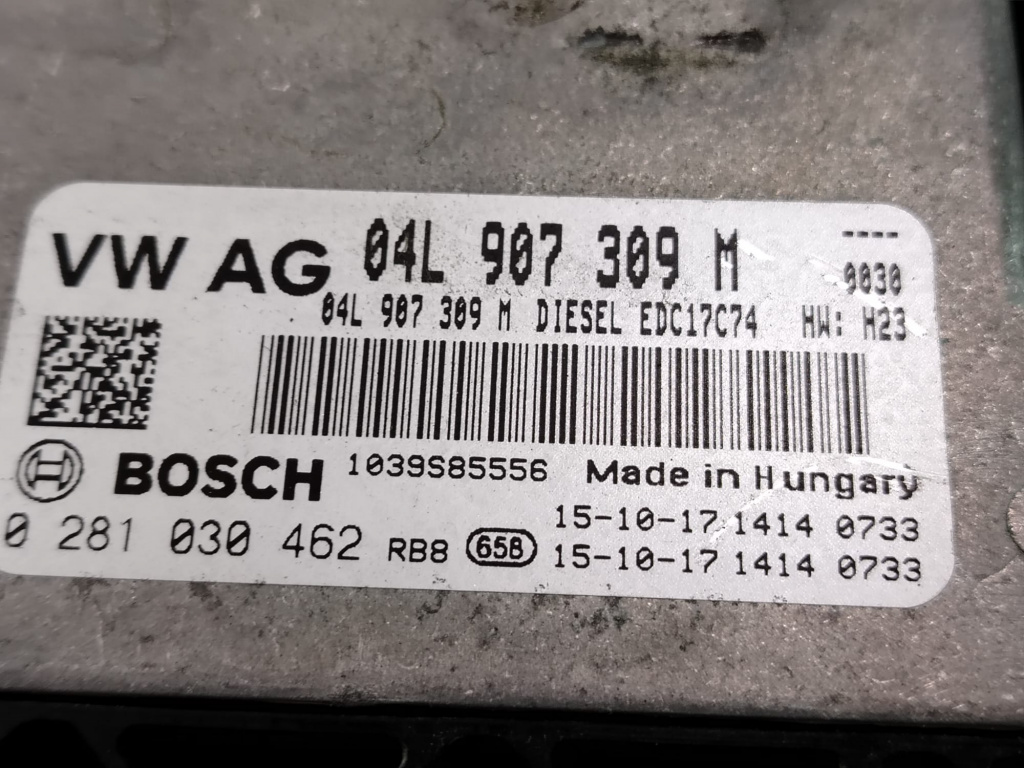 VW AG 04L 907 309 M ----
0030
04L 907 309 M DIESEL EDC17C74 HW: H23
BOSCH 1039S85556 Made in Hungary
0 281 030 462 RB8 658 15-10-17 1414 0733
15-10-17 1414 0733